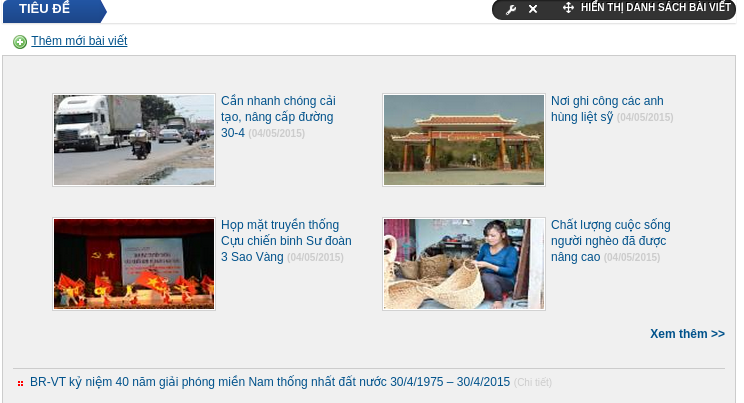 TIÊU ĐỀ
HIỂN THỊ DANH SÁCH BÀI VIẾT
Thêm mới bài viết
Cần nhanh chóng cải
tạo, nâng cấp đường
30-4 (04/05/2015)
Nơi ghi công các anh
hùng liệt sỹ (04/05/2015)
Họp mặt truyền thống
Cựu chiến binh Sư đoàn
3 Sao Vàng (04/05/2015)
Chất lượng cuộc sống
người nghèo đã được
nâng cao (04/05/2015)
Xem thêm >>
BR-VT kỷ niệm 40 năm giải phóng miền Nam thống nhất đất nước 30/4/1975 – 30/4/2015 (Chi tiết)